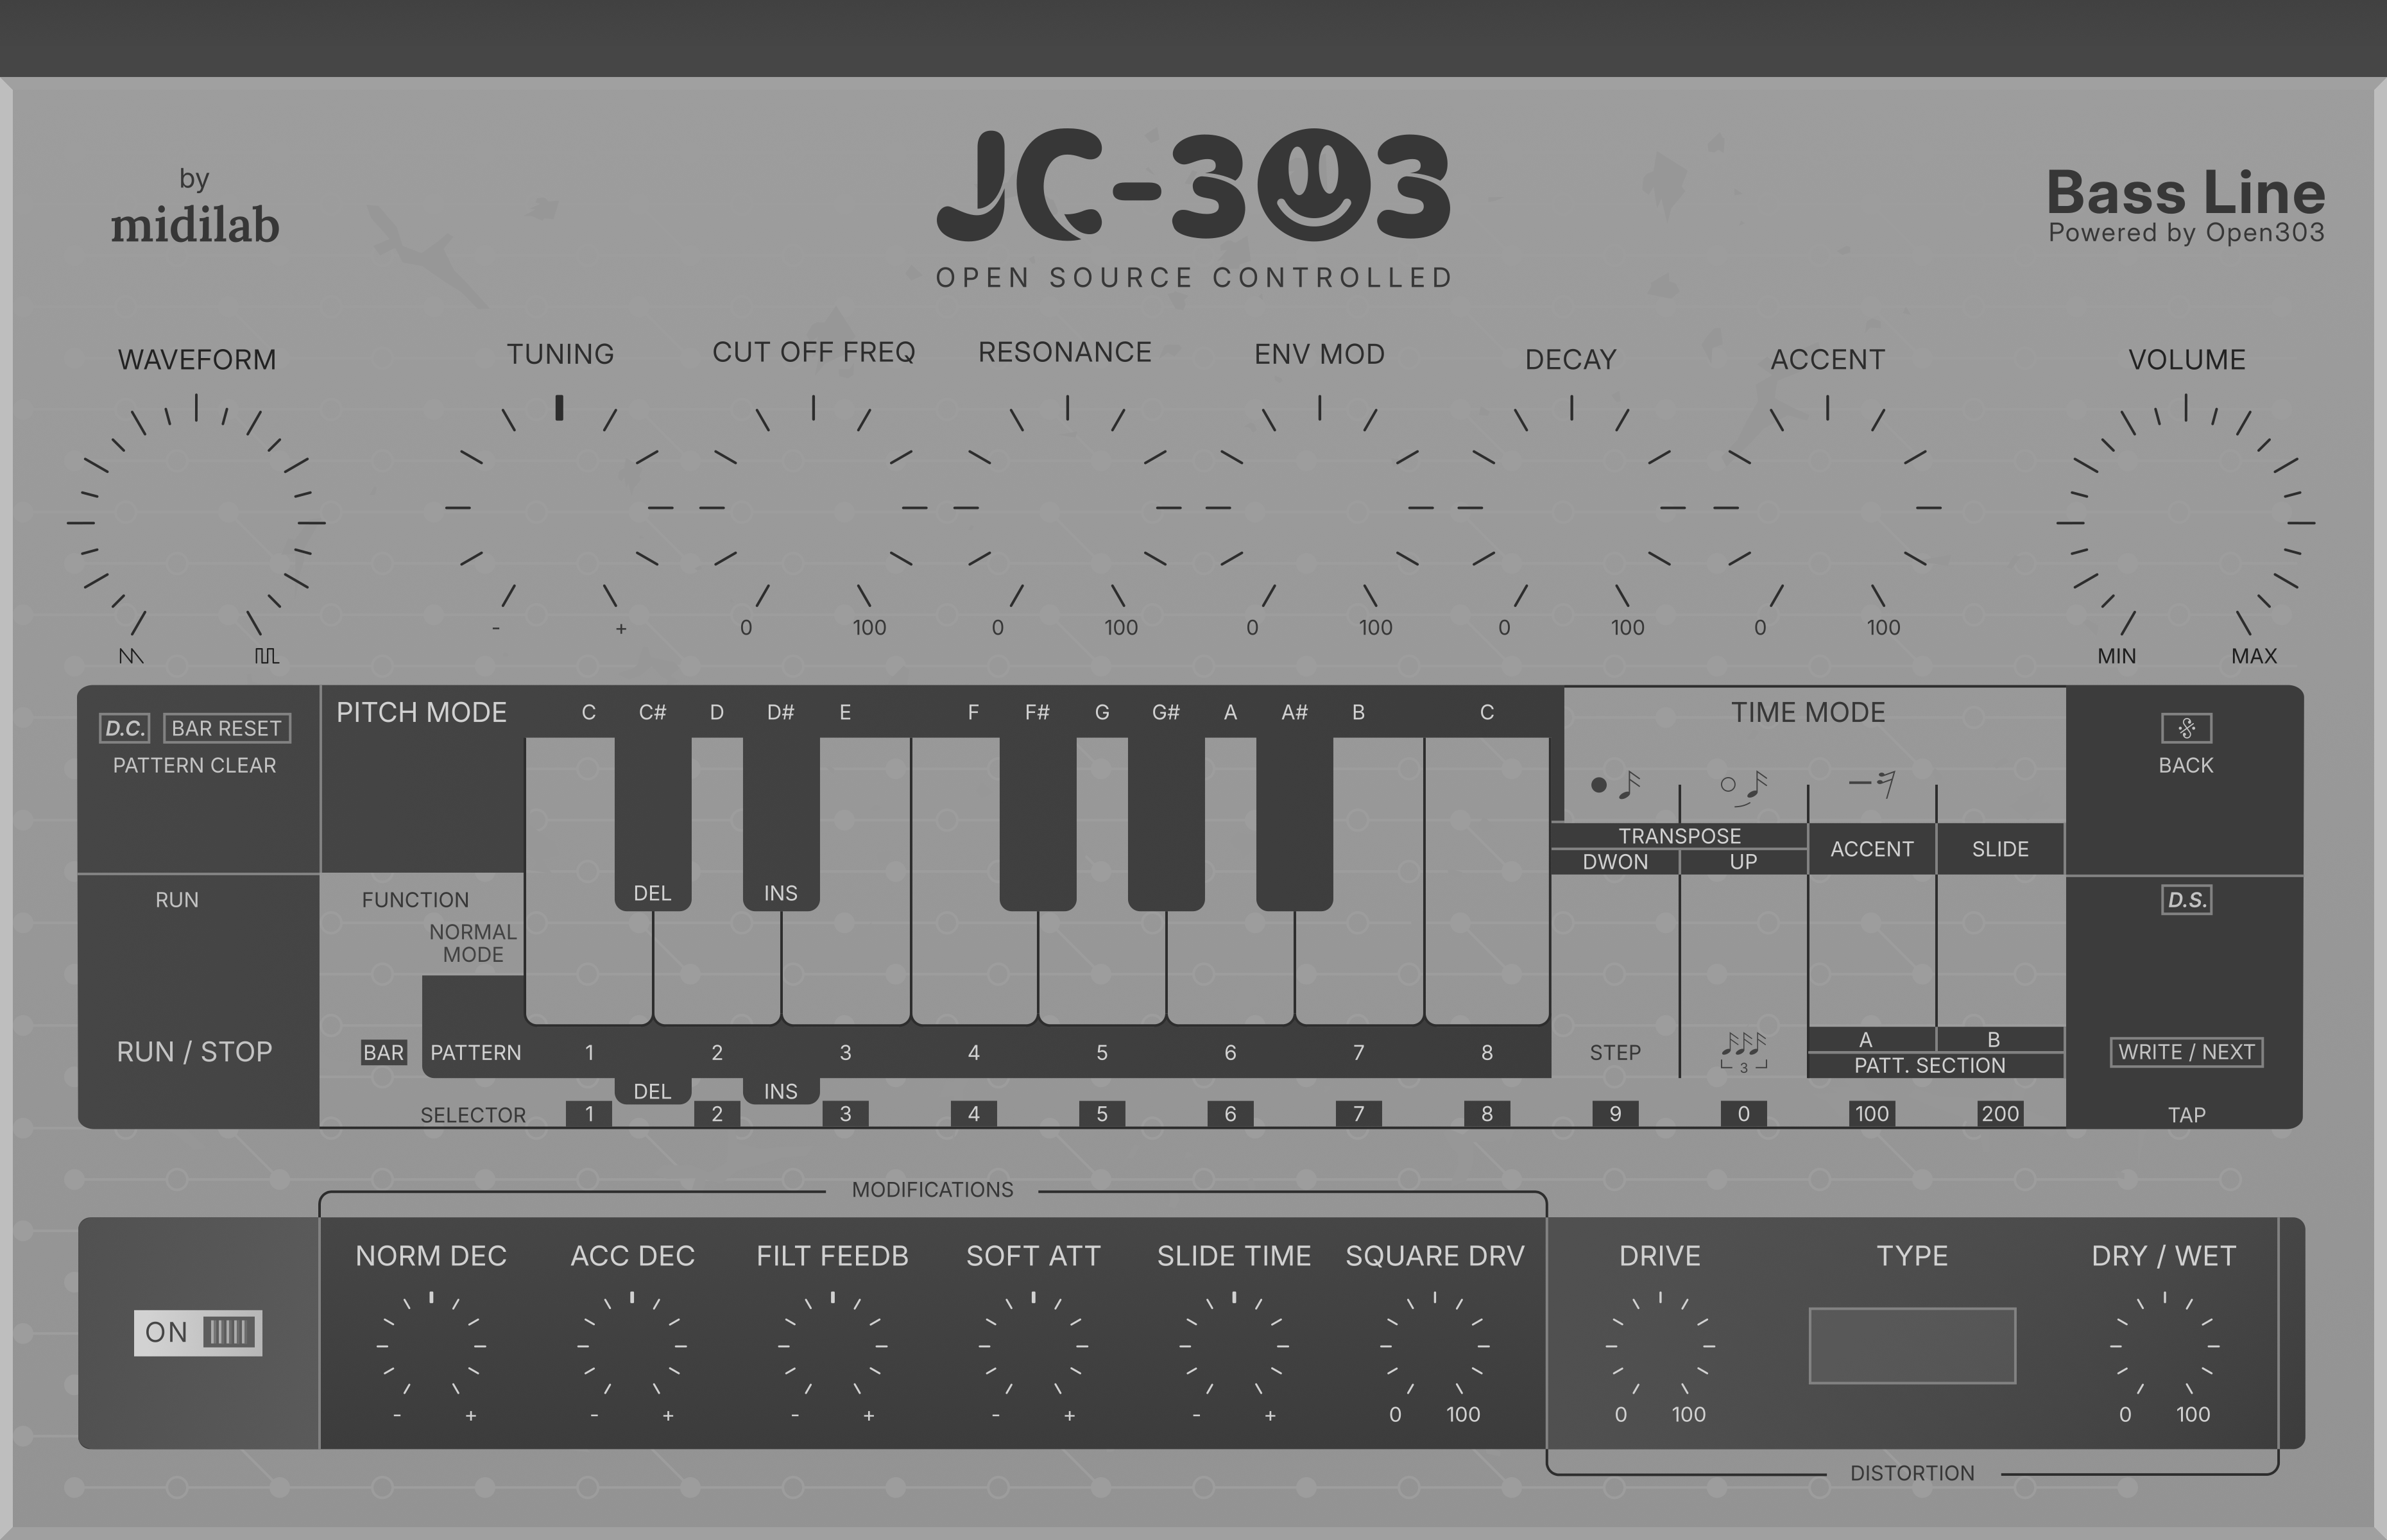 by
midilab
JC-303
OPEN SOURCE CONTROLLED
Bass Line
Powered by Open303
WAVEFORM
TUNING
CUT OFF FREQ
RESONANCE
ENV MOD
DECAY
ACCENT
VOLUME
- +
0 100
0 100
0 100
0 100
0 100
MIN MAX
D.C. BAR RESET
PATTERN CLEAR
PITCH MODE
C C# D D# E F F# G G# A A# B C
TIME MODE
BACK
TRANSPOSE
DWON UP
ACCENT
SLIDE
RUN
FUNCTION
DEL
INS
D.S.
NORMAL
MODE
RUN / STOP
BAR
PATTERN 1 2 3 4 5 6 7 8
STEP
3
A B
PATT. SECTION
WRITE / NEXT
DEL
INS
SELECTOR 1 2 3 4 5 6 7 8 9 0 100 200
TAP
MODIFICATIONS
NORM DEC
ACC DEC
FILT FEEDB
SOFT ATT
SLIDE TIME
SQUARE DRV
DRIVE
TYPE
DRY / WET
ON
- +
- +
- +
- +
- +
0 100
0 100
0 100
DISTORTION